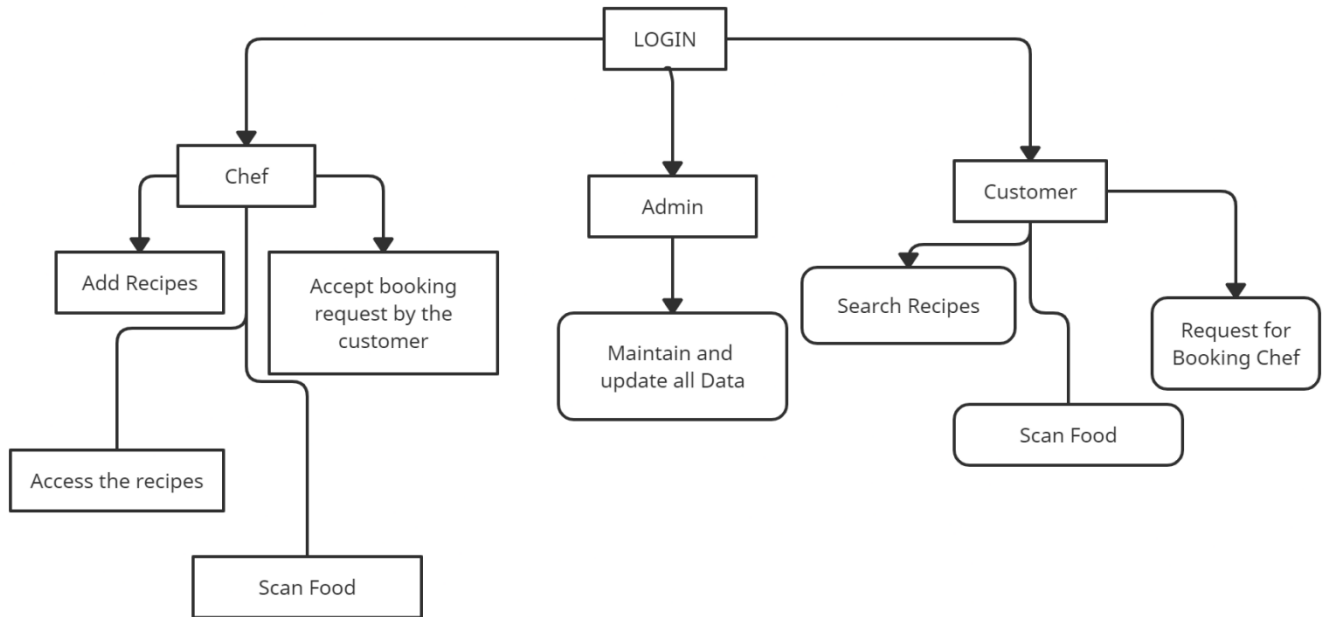 LOGIN
Chef
Admin
Customer
Add Recipes
Accept booking
request by the
customer
Search Recipes
Request for
Booking Chef
Maintain and
update all Data
Scan Food
Access the recipes
Scan Food